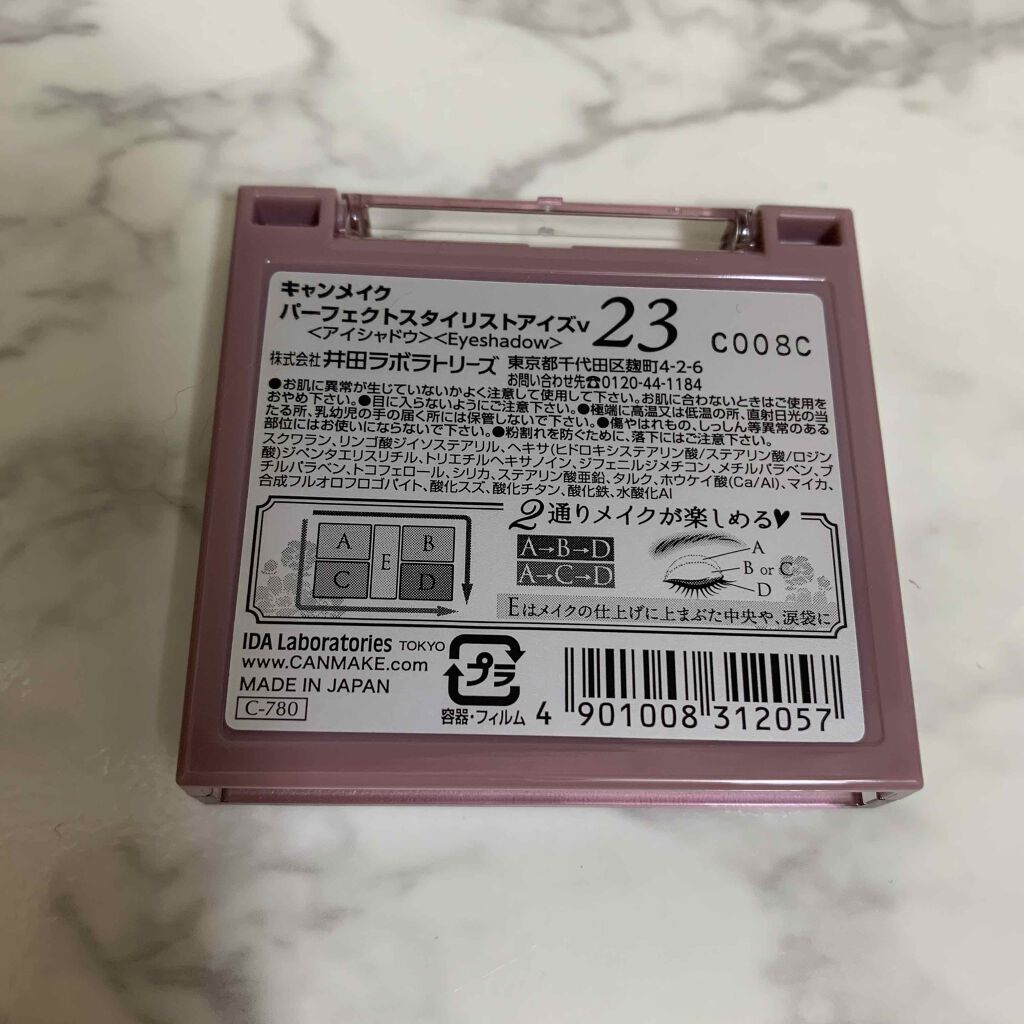 キャンメイク
パーフェクトスタイリストアイズv 23 C008C
<アイシャドウ><Eyeshadow>
株式会社 井田ラボラトリーズ 東京都千代田区麹町4-2-6
お問い合わせ先☎0120-44-1184
●お肌に異常が生じていないかよく注意して使用して下さい。お肌に合わないときはご使用を
おやめ下さい。●目に入らないようにご注意下さい。●極端に高温又は低温の所、直射日光の当
たる所、乳幼児の手の届く所には保管しないで下さい。●傷やはれもの、しっしん等異常のある
部位にはお使いにならないで下さい。●粉割れを防ぐために、落下にはご注意下さい。
スクワラン、リンゴ酸ジイソステアリル、ヘキサ(ヒドロキシステアリン酸/ステアリン酸/ロジン
酸)ジペンタエリスリチル、トリエチルヘキサノイン、ジフェニルジメチコン、メチルパラベン、ブ
チルパラベン、トコフェロール、シリカ、ステアリン酸亜鉛、タルク、ホウケイ酸(Ca/Al)、マイカ、
合成フルオロフロゴパイト、酸化スズ、酸化チタン、酸化鉄、水酸化Al
2通りメイクが楽しめる♥
A B
E
C D
A→B→D
A→C→D
A
B or C
D
Eはメイクの仕上げに上まぶた中央や、涙袋に
IDA Laboratories TOKYO
www.CANMAKE.com
MADE IN JAPAN
C-780
プラ
容器・フィルム
4 901008 312057